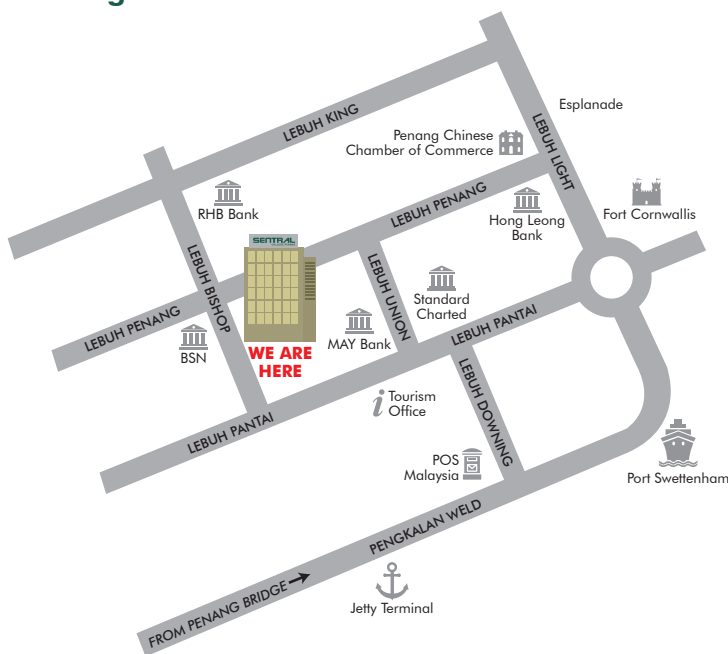 g
LEBUH KING
Esplanade
Penang Chinese
Chamber of Commerce
LEBUH LIGHT
RHB Bank
LEBUH PENANG
Hong Leong
Bank
Fort Cornwallis
SENTRAL
LEBUH BISHOP
LEBUH UNION
Standard
Charted
LEBUH PENANG
BSN
MAY Bank
LEBUH PANTAI
WE ARE
HERE
Tourism
Office
LEBUH DOWNING
LEBUH PANTAI
POS
Malaysia
Port Swettenham
PENGKALAN WELD
FROM PENANG BRIDGE
Jetty Terminal